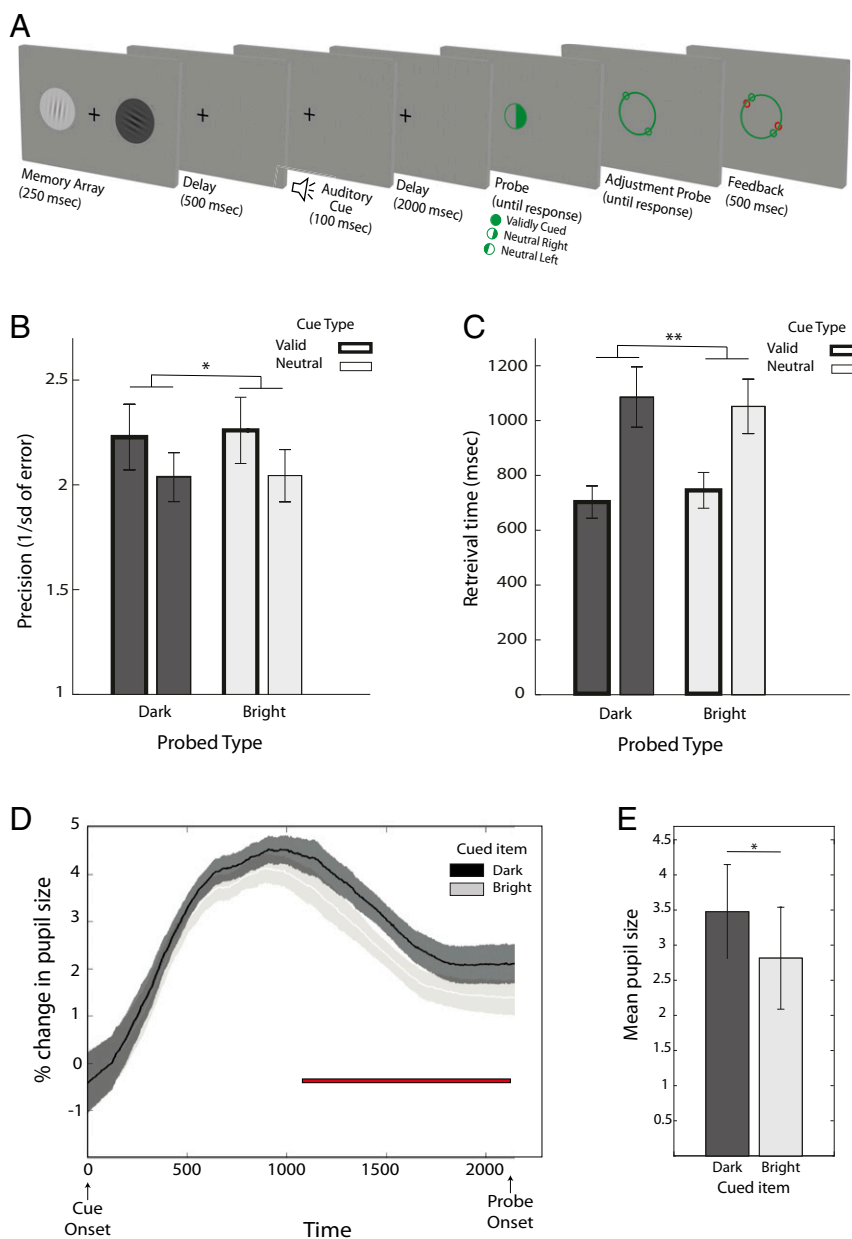 A
Memory Array
(250 msec)
Delay
(500 msec)
Auditory
Cue
(100 msec)
Delay
(2000 msec)
Probe
(until response)
Validly Cued
Neutral Right
Neutral Left
Adjustment Probe
(until response)
Feedback
(500 msec)
B
Cue Type
Valid
Neutral
*
2.5
2
1.5
1
Precision (1/sd of error)
Dark
Bright
Probed Type
C
Cue Type
Valid
Neutral
**
1200
1000
800
600
400
200
0
Retreival time (msec)
Dark
Bright
Probed Type
D
5
4
3
2
1
0
-1
% change in pupil size
Cued item
Dark
Bright
0
500
1000
1500
2000
Cue
Onset
Time
Probe
Onset
E
4.5
4
3.5
3
2.5
2
1.5
1
0.5
Mean pupil size
*
Dark
Bright
Cued item